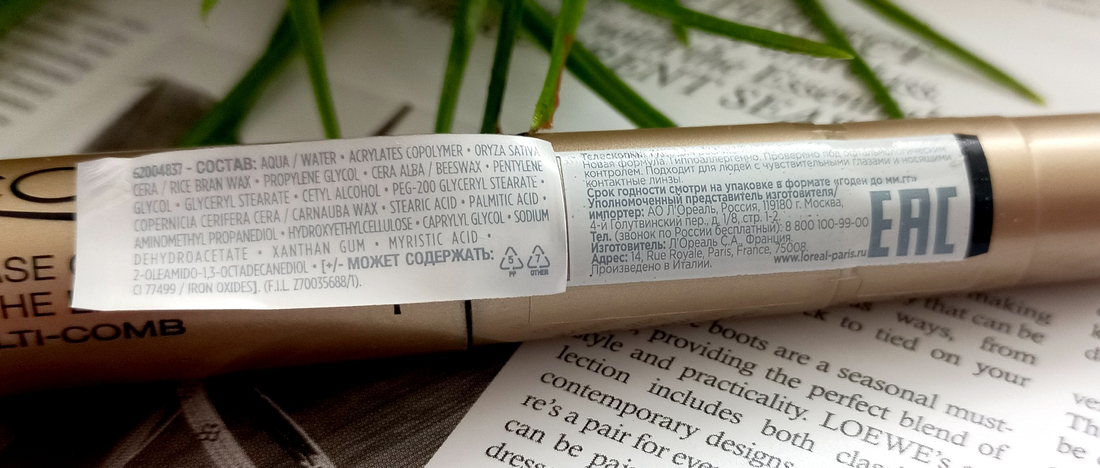 62004837 - СОСТАВ: AQUA / WATER • ACRYLATES COPOLYMER • ORYZA SATIVA
CERA / RICE BRAN WAX • PROPYLENE GLYCOL • CERA ALBA / BEESWAX • PENTYLENE
GLYCOL • GLYCERYL STEARATE • CETYL ALCOHOL • PEG-200 GLYCERYL STEARATE •
COPERNICIA CERIFERA CERA / CARNAUBA WAX • STEARIC ACID • PALMITIC ACID •
AMINOMETHYL PROPANEDIOL • HYDROXYETHYLCELLULOSE • CAPRYLYL GLYCOL • SODIUM
DEHYDROACETATE • XANTHAN GUM • MYRISTIC ACID •
2-OLEAMIDO-1,3-OCTADECANEDIOL • [+/- МОЖЕТ СОДЕРЖАТЬ:
CI 77499 / IRON OXIDES]. (F.I.L. Z70035688/1).
5
PP
7
OTHER
Новая формула. Гипоаллергенно. Проверено под
контролем. Подходит для людей с чувствительными глазами и носящими
контактные линзы.
Срок годности смотри на упаковке в формате «годен до мм.гг»
Уполномоченный представитель изготовителя/
импортер: АО Л'Ореаль, Россия, 119180 г. Москва,
4-й Голутвинский пер., д. 1/8, стр. 1-2.
Тел. (звонок по России бесплатный): 8 800 100-99-00
Изготовитель: Л'Ореаль С.А., Франция.
Адрес: 14, Rue Royale, Paris, France, 75008.
Произведено в Италии.
www.loreal-paris.ru
EAC
ASE
THE
LTI-COMB
making
that can be
ways, from
to tied on your
boots are a seasonal must-
providing the perfect blend of
style and practicality. LOEWE's
lection includes both
contemporary designs
re's a pair for
can be